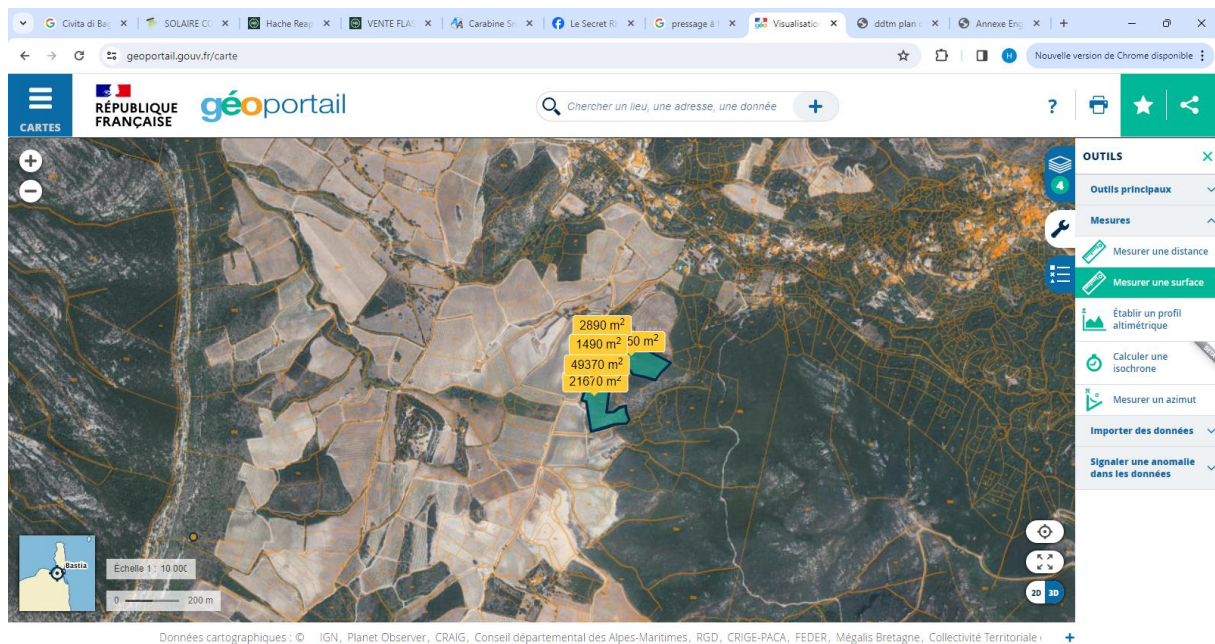 Civita di Bag
SOLAIRE CO
Hache Reap
VENTE FLAS
Carabine Sn
Le Secret R
pressage à f
Visualisation
ddtm plan d
Annexe Eng
geoportail.gouv.fr/carte
Nouvelle version de Chrome disponible
CARTES
RÉPUBLIQUE
FRANÇAISE
géoportail
Chercher un lieu, une adresse, une donnée
+
?
4
2890 m²
1490 m² 50 m²
49370 m²
21670 m²
Bastia
Échelle 1 : 10 000
0 200 m
2D 3D
OUTILS
Outils principaux
Mesures
Mesurer une distance
Mesurer une surface
Établir un profil
altimétrique
Calculer une
isochrone
Mesurer un azimut
Importer des données
Signaler une anomalie
dans les données
Données cartographiques : © IGN, Planet Observer, CRAIG, Conseil départemental des Alpes-Maritimes, RGD, CRIGE-PACA, FEDER, Mégalis Bretagne, Collectivité Territoriale